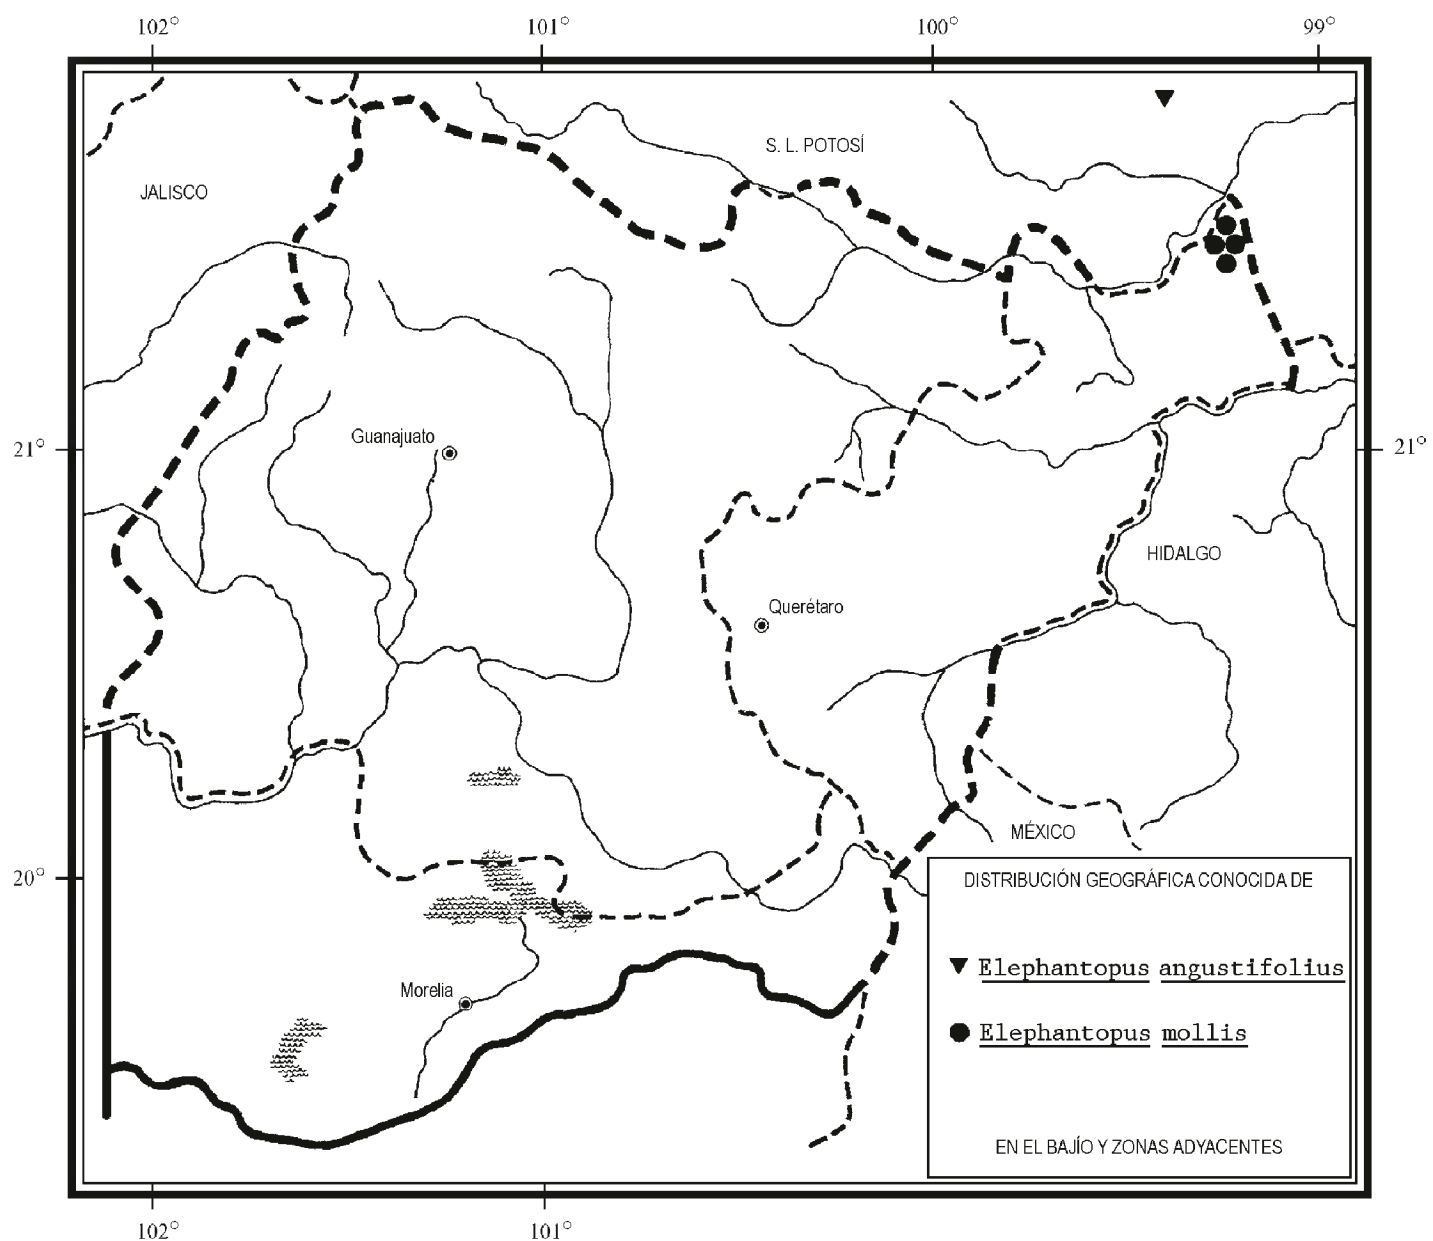 102° 101° 100° 99°
S. L. POTOSÍ
JALISCO
Guanajuato
21° 21°
HIDALGO
Querétaro
MÉXICO
20°
DISTRIBUCIÓN GEOGRÁFICA CONOCIDA DE
Elephantopus angustifolius
Morelia
Elephantopus mollis
EN EL BAJÍO Y ZONAS ADYACENTES
102° 101°